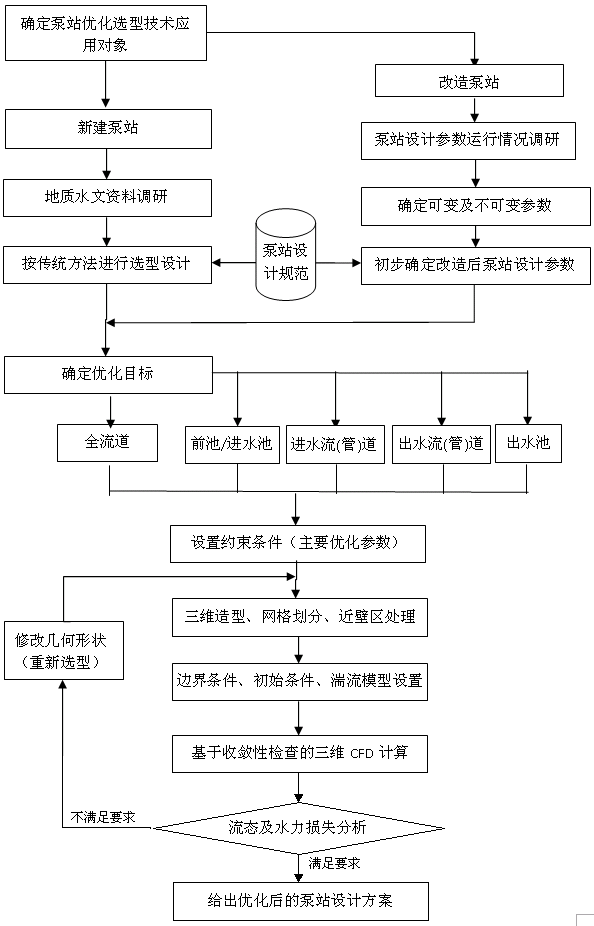 确定泵站优化选型技术应
用对象
改造泵站
新建泵站
泵站设计参数运行情况调研
地质水文资料调研
确定可变及不可变参数
泵站设
计规范
按传统方法进行选型设计
初步确定改造后泵站设计参数
确定优化目标
全流道
前池/进水池
进水流(管)道
出水流(管)道
出水池
设置约束条件（主要优化参数）
三维造型、网格划分、近壁区处理
修改几何形状
（重新选型）
边界条件、初始条件、湍流模型设置
基于收敛性检查的三维 CFD 计算
不满足要求
流态及水力损失分析
满足要求
给出优化后的泵站设计方案